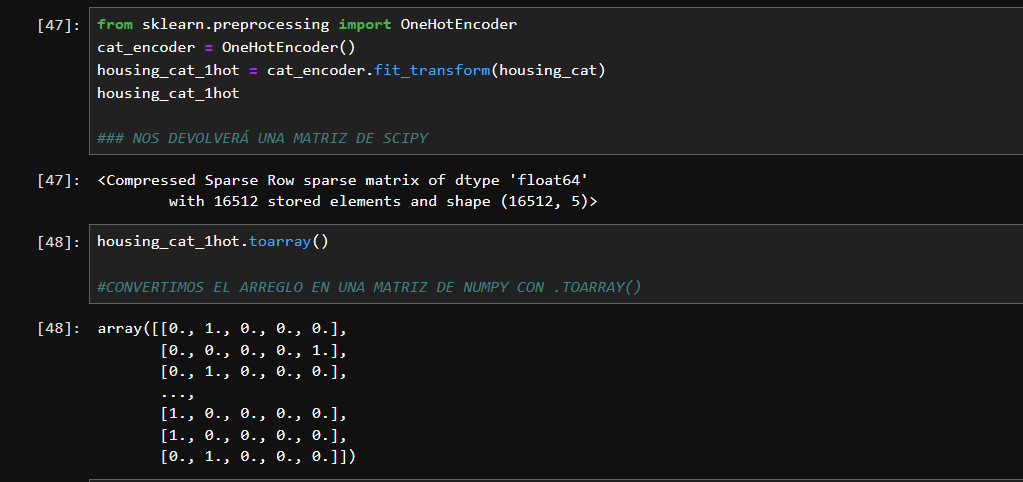 [47]: from sklearn.preprocessing import OneHotEncoder
cat_encoder = OneHotEncoder()
housing_cat_1hot = cat_encoder.fit_transform(housing_cat)
housing_cat_1hot
### NOS DEVOLVERÁ UNA MATRIZ DE SCIPY
[47]: <Compressed Sparse Row sparse matrix of dtype 'float64'
with 16512 stored elements and shape (16512, 5)>
[48]: housing_cat_1hot.toarray()
#CONVERTIMOS EL ARREGLO EN UNA MATRIZ DE NUMPY CON .TOARRAY()
[48]: array([[0., 1., 0., 0., 0.],
[0., 0., 0., 0., 1.],
[0., 1., 0., 0., 0.],
...,
[1., 0., 0., 0., 0.],
[1., 0., 0., 0., 0.],
[0., 1., 0., 0., 0.]])